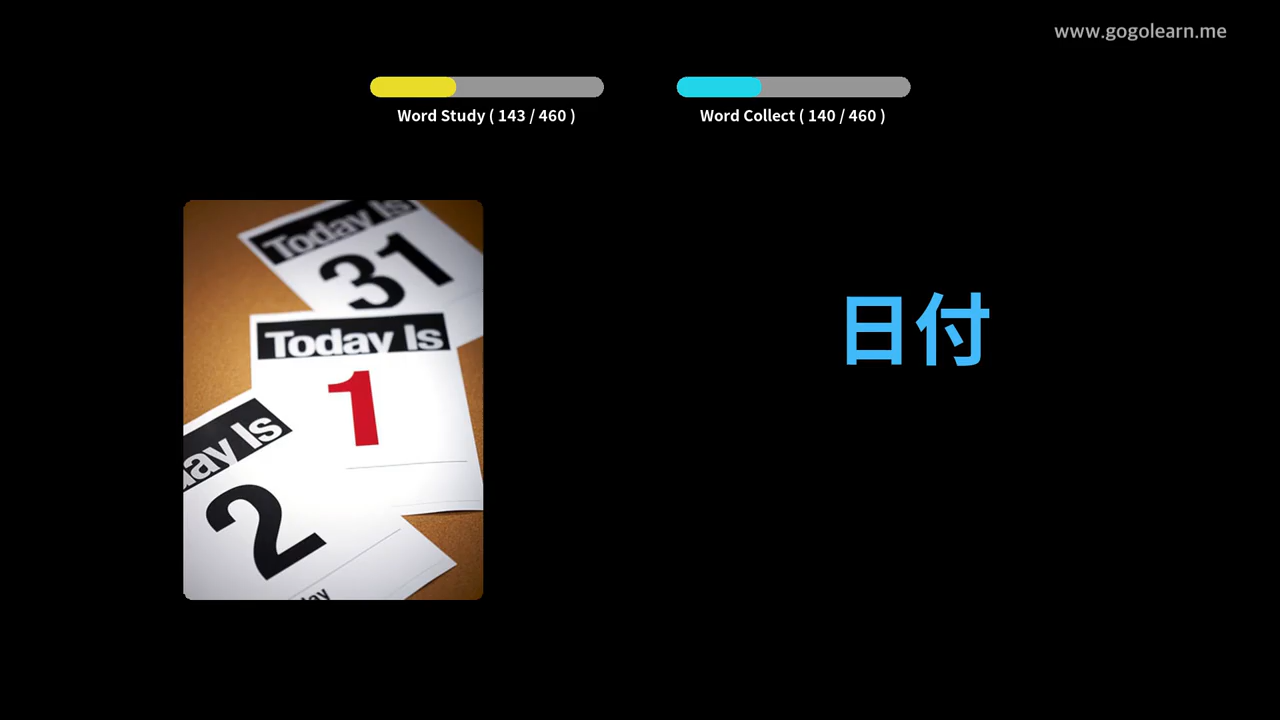 www.gogolearn.me
Word Study ( 143 / 460 )
Word Collect ( 140 / 460 )
Today Is
31
Today Is
1
ay Is
2
日付